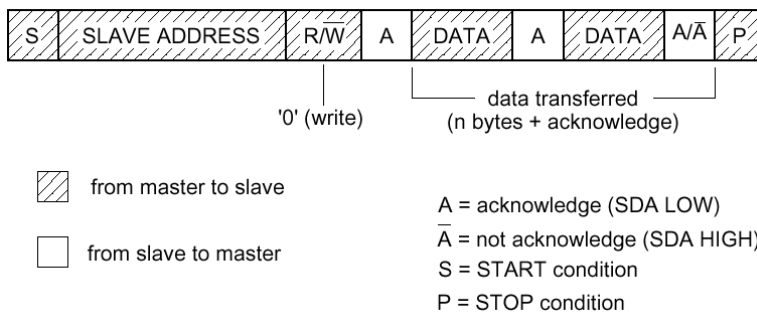 S SLAVE ADDRESS R/W̅ A DATA A DATA A/A̅ P
'0' (write)
data transferred
(n bytes + acknowledge)
from master to slave
from slave to master
A = acknowledge (SDA LOW)
A̅ = not acknowledge (SDA HIGH)
S = START condition
P = STOP condition